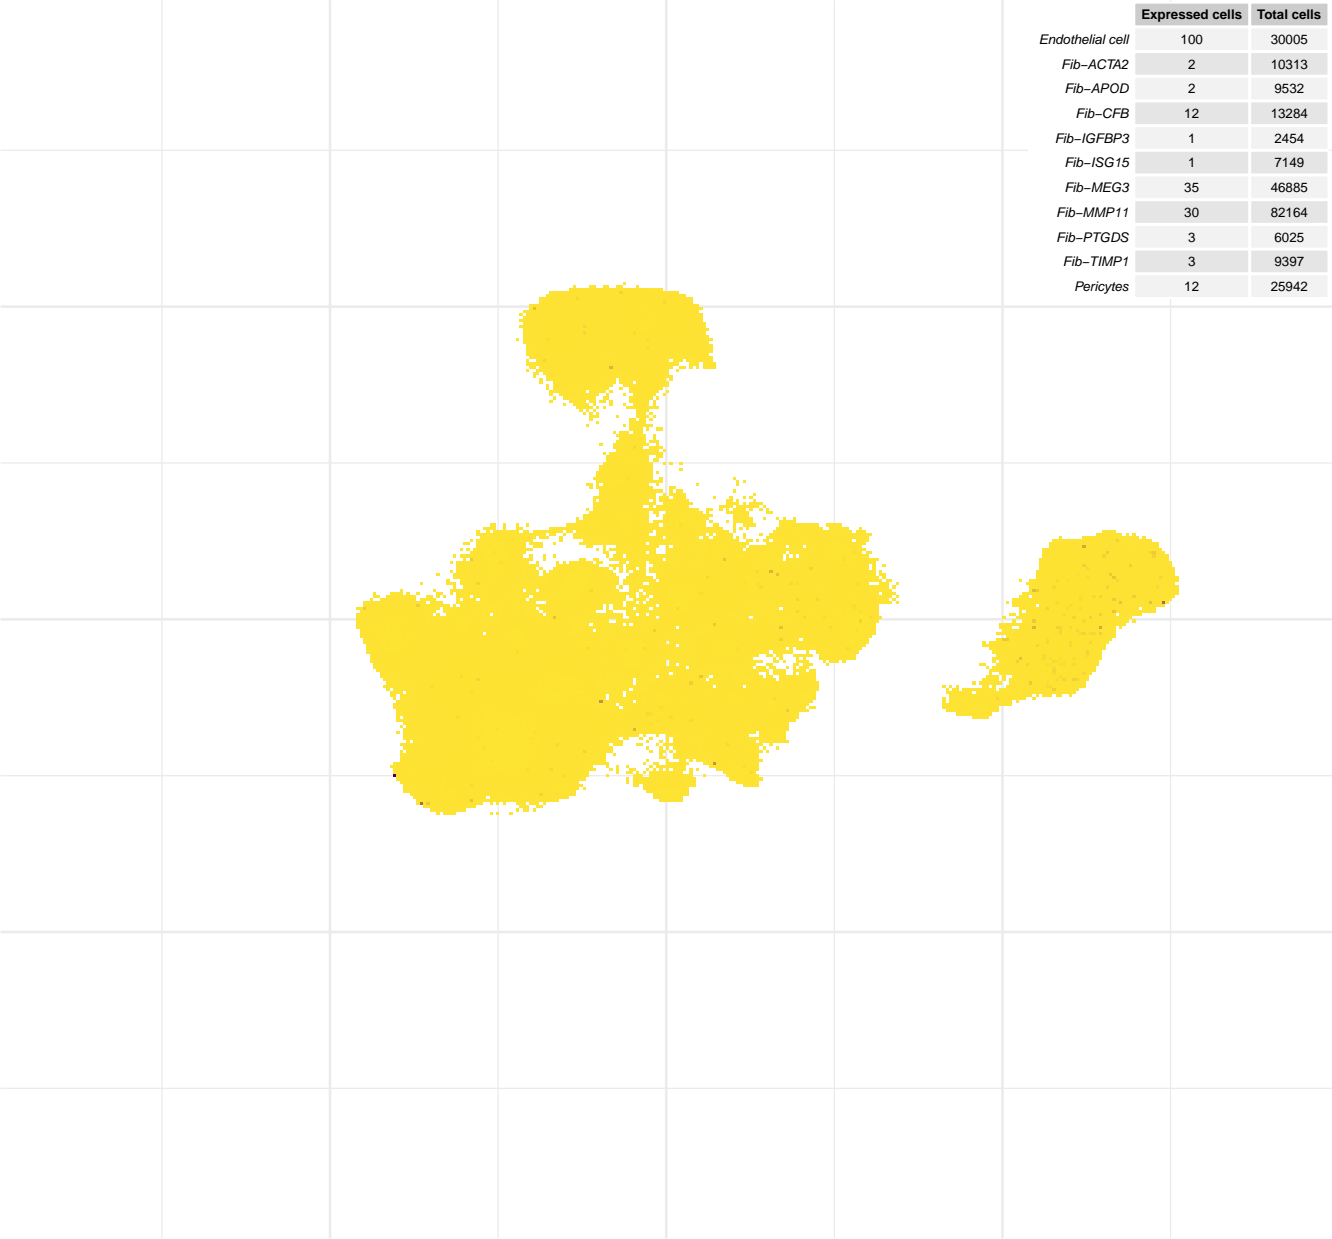 Expressed cells Total cells
Endothelial cell 100 30005
Fib−ACTA2 2 10313
Fib−APOD 2 9532
Fib−CFB 12 13284
Fib−IGFBP3 1 2454
Fib−ISG15 1 7149
Fib−MEG3 35 46885
Fib−MMP11 30 82164
Fib−PTGDS 3 6025
Fib−TIMP1 3 9397
Pericytes 12 25942